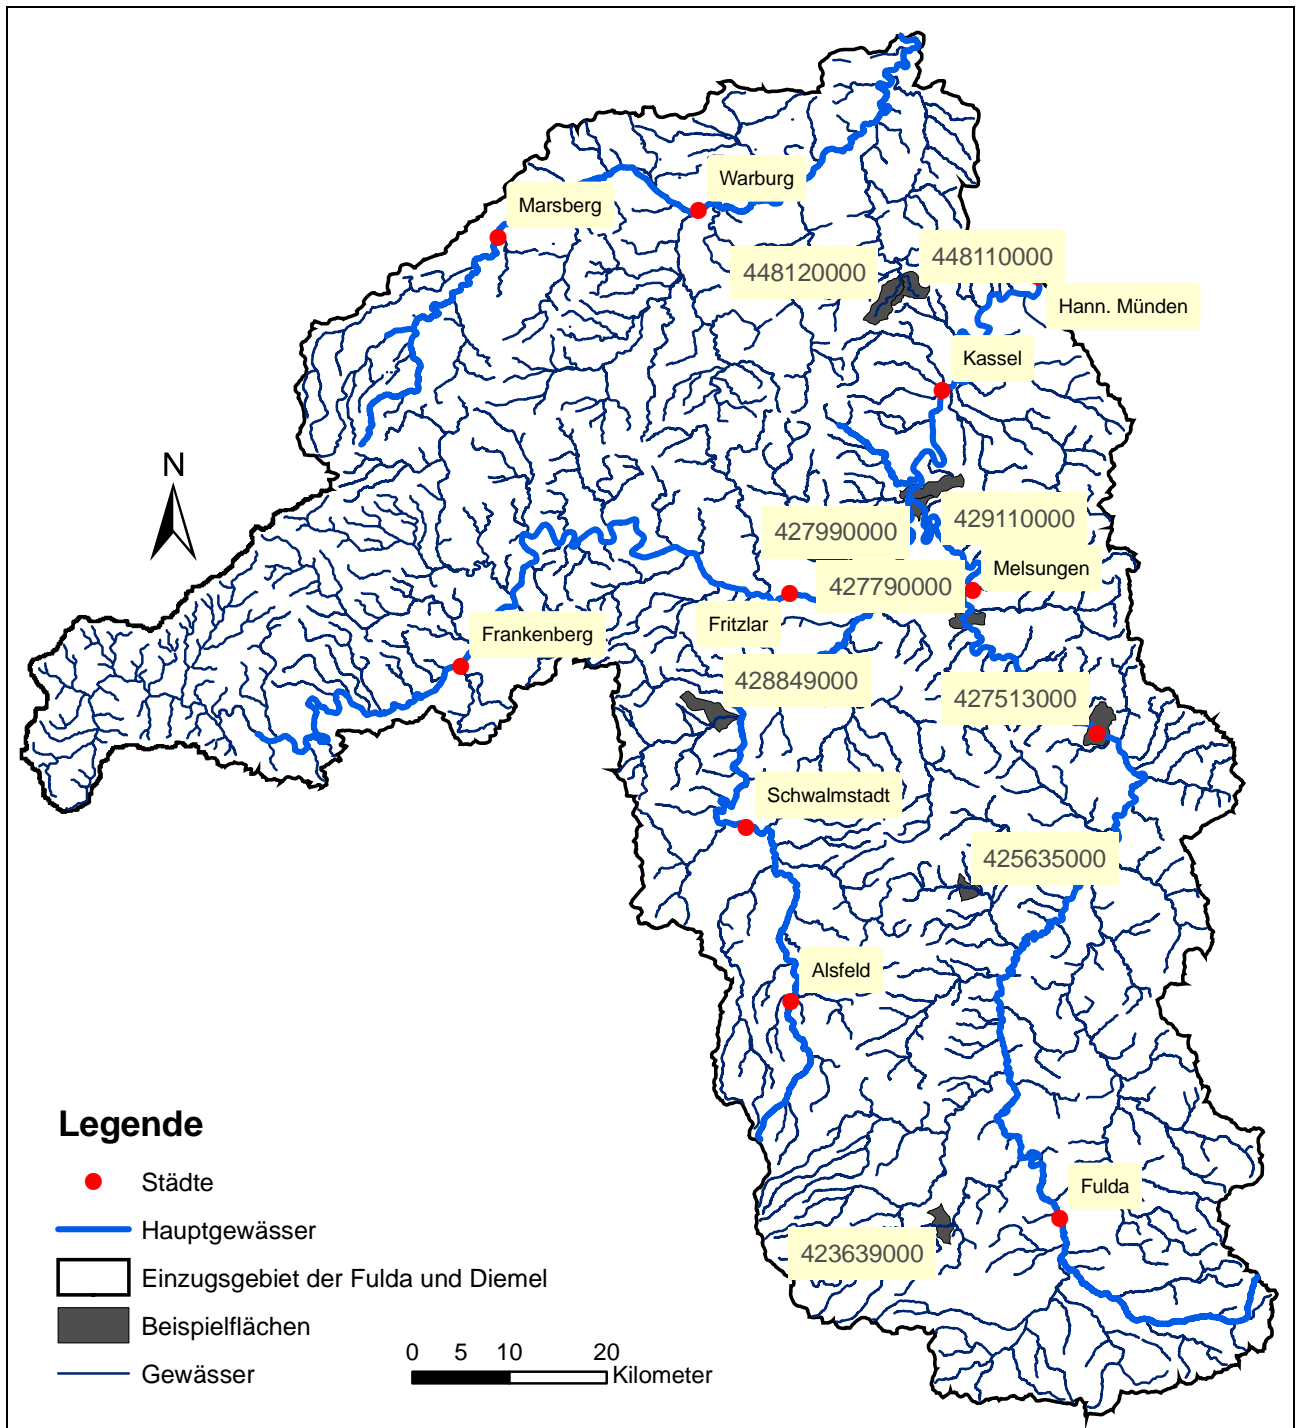 Warburg
Marsberg
448110000
448120000
Hann. Münden
Kassel
N
429110000
427990000
Melsungen
427790000
Fritzlar
Frankenberg
428849000
427513000
Schwalmstadt
425635000
Alsfeld
Fulda
423639000
Legende
Städte
Hauptgewässer
Einzugsgebiet der Fulda und Diemel
Beispielflächen
Gewässer
0 5 10 20
Kilometer